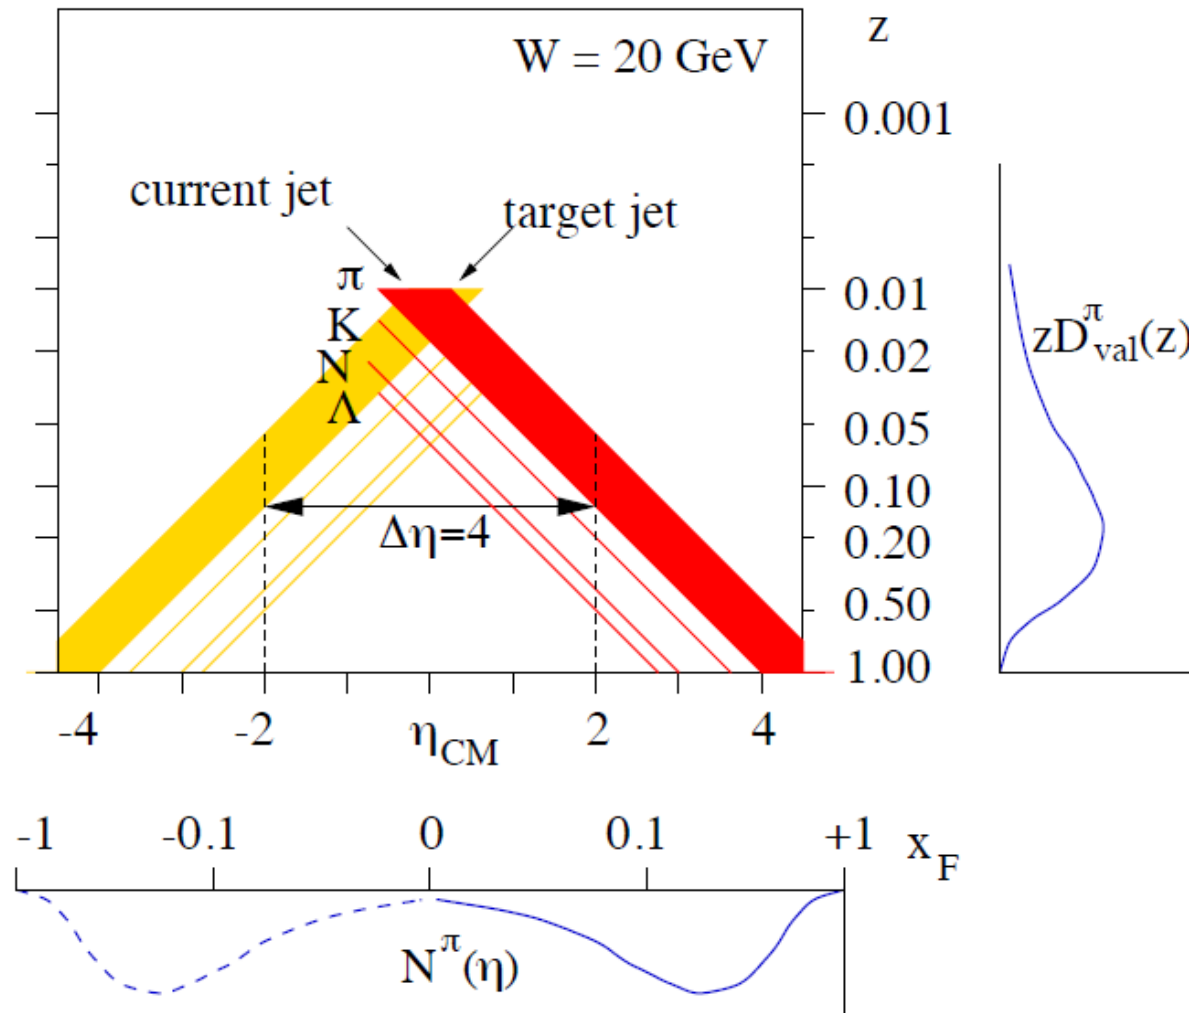 W = 20 GeV
z
0.001
current jet
target jet
π
0.01
K
zD^π_val(z)
N
0.02
Λ
0.05
0.10
Δη=4
0.20
0.50
1.00
-4 -2 η_CM 2 4
-1 -0.1 0 0.1 +1 x_F
N^π(η)